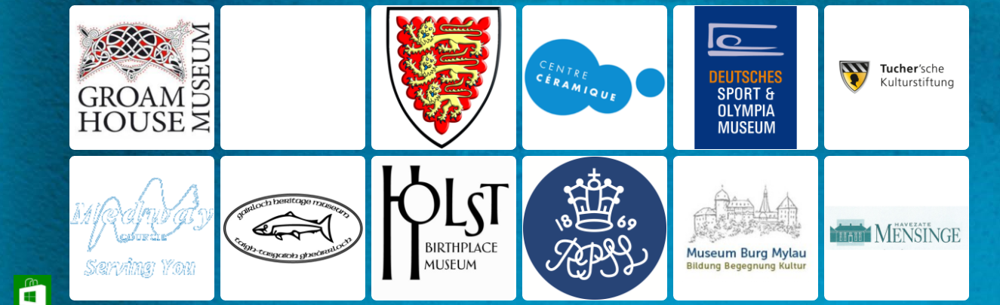 GROAM
HOUSE
MUSEUM
CENTRE
CÉRAMIQUE
DEUTSCHES
SPORT &
OLYMPIA
MUSEUM
Tucher'sche
Kulturstiftung
Medway
COUNCIL
Serving You
gairloch heritage museum
taigh-tasgaidh gheàrrloch
HOLST
BIRTHPLACE
MUSEUM
18 69
RPSL
Museum Burg Mylau
Bildung Begegnung Kultur
HAVEZATE
MENSINGE